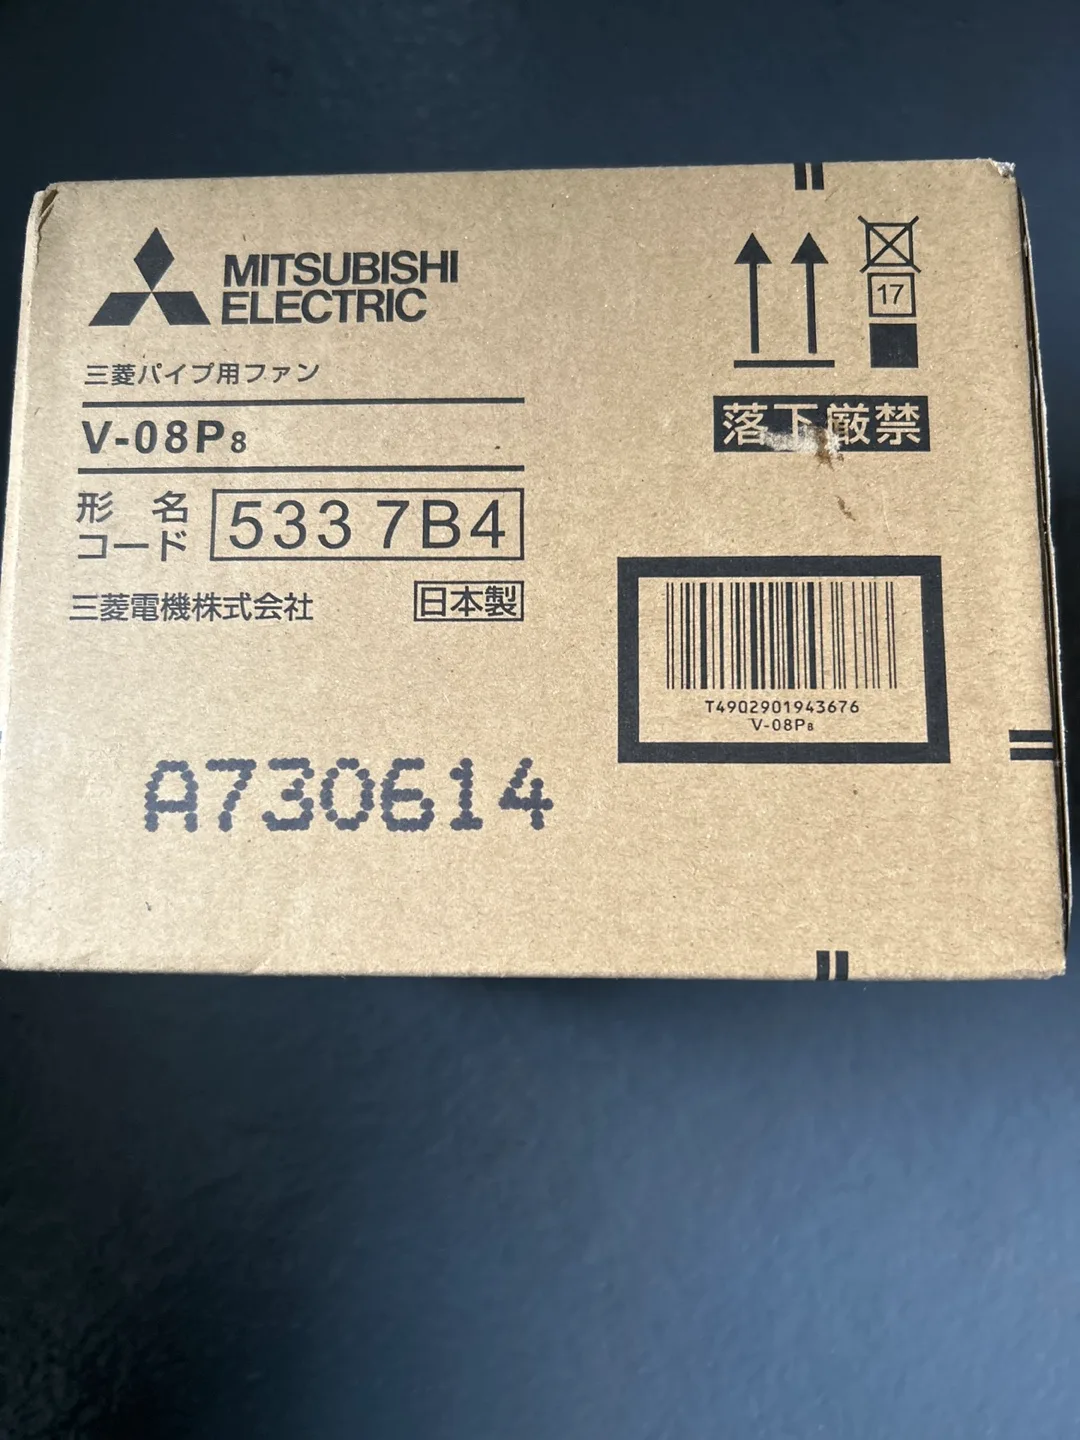 MITSUBISHI
ELECTRIC
三菱パイプ用ファン
V-08P8
形名
コード
533 7B4
三菱電機株式会社
日本製
A730614
17
落下厳禁
T4902901943676
V-08P8